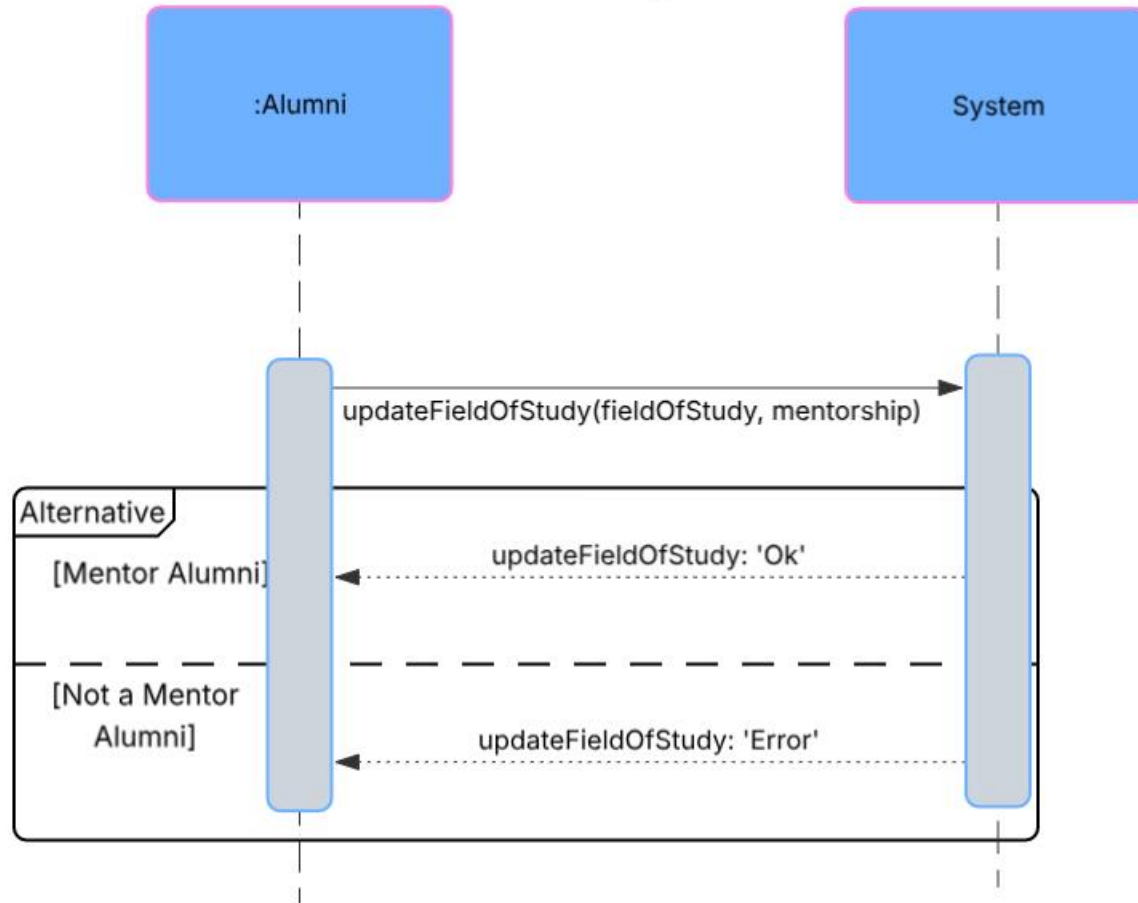 :Alumni
System
updateFieldOfStudy(fieldOfStudy, mentorship)
Alternative
[Mentor Alumni]
updateFieldOfStudy: 'Ok'
[Not a Mentor
Alumni]
updateFieldOfStudy: 'Error'